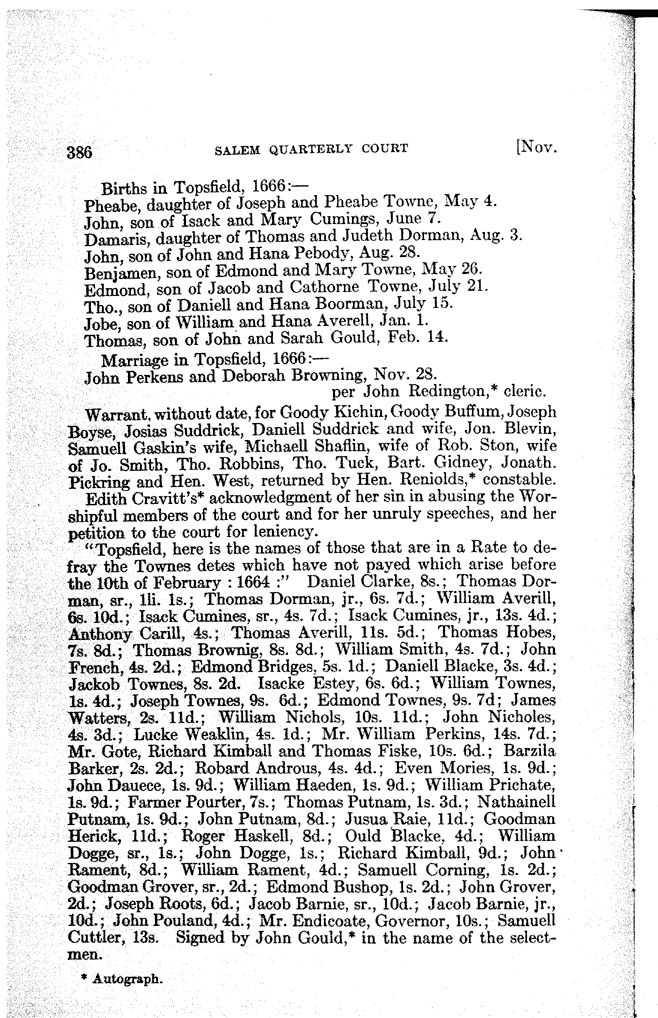 386 SALEM QUARTERLY COURT [Nov.
Births in Topsfield, 1666:—
Pheabe, daughter of Joseph and Pheabe Towne, May 4.
John, son of Isack and Mary Cumings, June 7.
Damaris, daughter of Thomas and Judeth Dorman, Aug. 3.
John, son of John and Hana Pebody, Aug. 28.
Benjamen, son of Edmond and Mary Towne, May 26.
Edmond, son of Jacob and Cathorne Towne, July 21.
Tho., son of Daniell and Hana Boorman, July 15.
Jobe, son of William and Hana Averell, Jan. 1.
Thomas, son of John and Sarah Gould, Feb. 14.
Marriage in Topsfield, 1666:—
John Perkens and Deborah Browning, Nov. 28.
per John Redington,* cleric.
Warrant, without date, for Goody Kichin, Goody Buffum, Joseph
Boyse, Josias Suddrick, Daniell Suddrick and wife, Jon. Blevin,
Samuell Gaskin's wife, Michaell Shaflin, wife of Rob. Ston, wife
of Jo. Smith, Tho. Robbins, Tho. Tuck, Bart. Gidney, Jonath.
Pickring and Hen. West, returned by Hen. Reniolds,* constable.
Edith Cravitt's* acknowledgment of her sin in abusing the Wor-
shipful members of the court and for her unruly speeches, and her
petition to the court for leniency.
"Topsfield, here is the names of those that are in a Rate to de-
fray the Townes detes which have not payed which arise before
the 10th of February : 1664 :" Daniel Clarke, 8s.; Thomas Dor-
man, sr., 1li. 1s.; Thomas Dorman, jr., 6s. 7d.; William Averill,
6s. 10d.; Isack Cumines, sr., 4s. 7d.; Isack Cumines, jr., 13s. 4d.;
Anthony Carill, 4s.; Thomas Averill, 11s. 5d.; Thomas Hobes,
7s. 8d.; Thomas Brownig, 8s. 8d.; William Smith, 4s. 7d.; John
French, 4s. 2d.; Edmond Bridges, 5s. 1d.; Daniell Blacke, 3s. 4d.;
Jackob Townes, 8s. 2d. Isacke Estey, 6s. 6d.; William Townes,
1s. 4d.; Joseph Townes, 9s. 6d.; Edmond Townes, 9s. 7d; James
Watters, 2s. 11d.; William Nichols, 10s. 11d.; John Nicholes,
4s. 3d.; Lucke Weaklin, 4s. 1d.; Mr. William Perkins, 14s. 7d.;
Mr. Gote, Richard Kimball and Thomas Fiske, 10s. 6d.; Barzila
Barker, 2s. 2d.; Robard Androus, 4s. 4d.; Even Mories, 1s. 9d.;
John Dauece, 1s. 9d.; William Haeden, 1s. 9d.; William Prichate,
1s. 9d.; Farmer Pourter, 7s.; Thomas Putnam, 1s. 3d.; Nathainell
Putnam, 1s. 9d.; John Putnam, 8d.; Jusua Raie, 11d.; Goodman
Herick, 11d.; Roger Haskell, 8d.; Ould Blacke, 4d.; William
Dogge, sr., 1s.; John Dogge, 1s.; Richard Kimball, 9d.; John
Rament, 8d.; William Rament, 4d.; Samuell Corning, 1s. 2d.;
Goodman Grover, sr., 2d.; Edmond Bushop, 1s. 2d.; John Grover,
2d.; Joseph Roots, 6d.; Jacob Barnie, sr., 10d.; Jacob Barnie, jr.,
10d.; John Pouland, 4d.; Mr. Endicoate, Governor, 10s.; Samuell
Cuttler, 13s. Signed by John Gould,* in the name of the select-
men.
* Autograph.